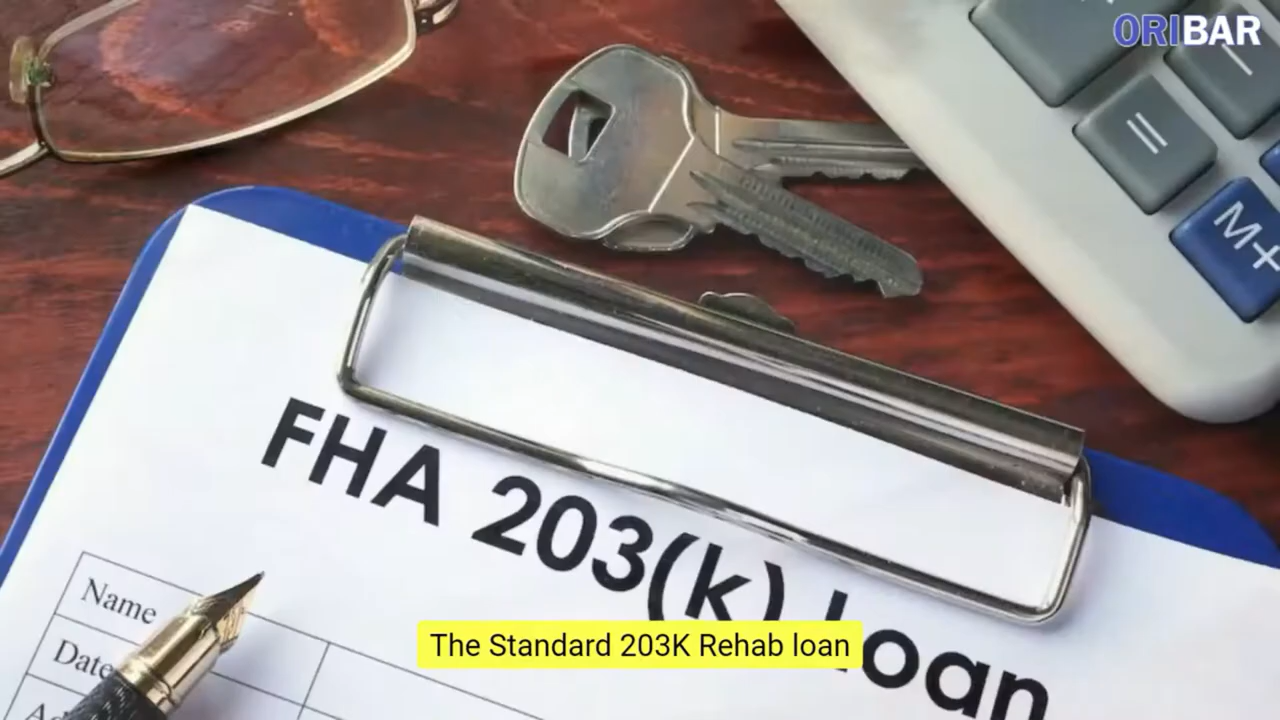 ORIBAR
=
M+
FHA 203(k) loan
Name
Date
The Standard 203K Rehab loan